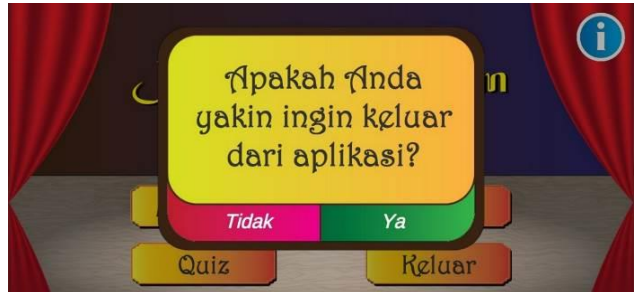 i
Apakah Anda
yakin ingin keluar
dari aplikasi?
Tidak
Ya
Quiz
Keluar